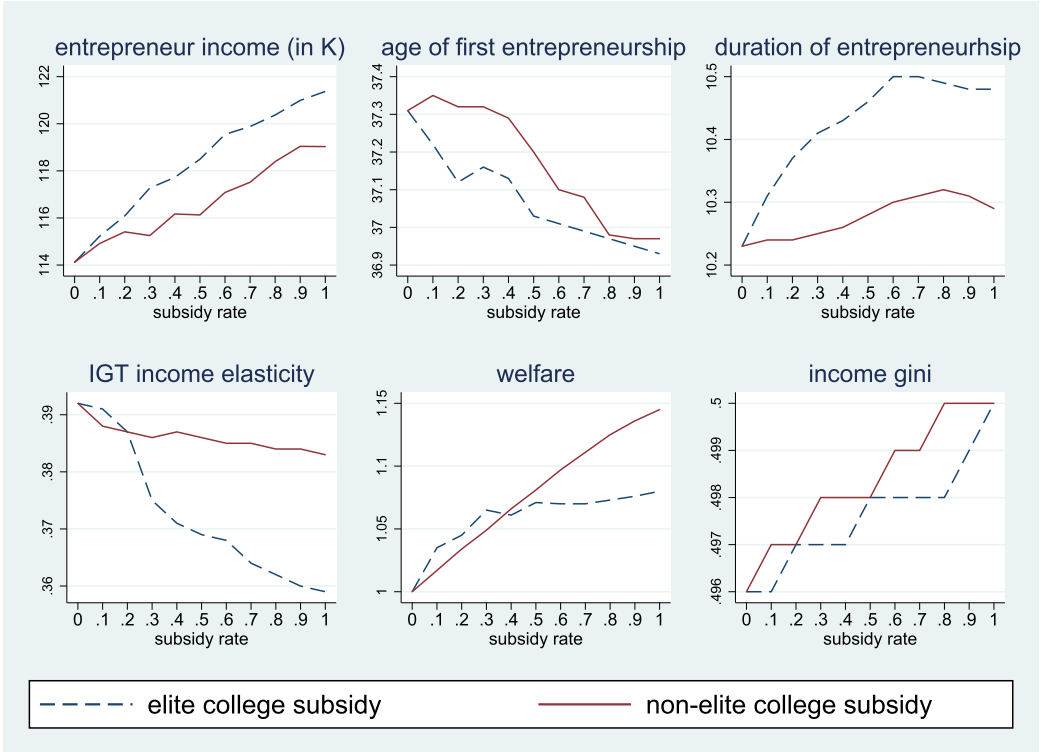 entrepreneur income (in K)
122
120
118
116
114
0 .1 .2 .3 .4 .5 .6 .7 .8 .9 1
subsidy rate
age of first entrepreneurship
37.4
37.3
37.2
37.1
37
36.9
0 .1 .2 .3 .4 .5 .6 .7 .8 .9 1
subsidy rate
duration of entrepreneurhsip
10.5
10.4
10.3
10.2
0 .1 .2 .3 .4 .5 .6 .7 .8 .9 1
subsidy rate
IGT income elasticity
.39
.38
.37
.36
0 .1 .2 .3 .4 .5 .6 .7 .8 .9 1
subsidy rate
welfare
1.15
1.11
1.05
1
0 .1 .2 .3 .4 .5 .6 .7 .8 .9 1
subsidy rate
income gini
.5
.499
.498
.497
.496
0 .1 .2 .3 .4 .5 .6 .7 .8 .9 1
subsidy rate
elite college subsidy
non-elite college subsidy